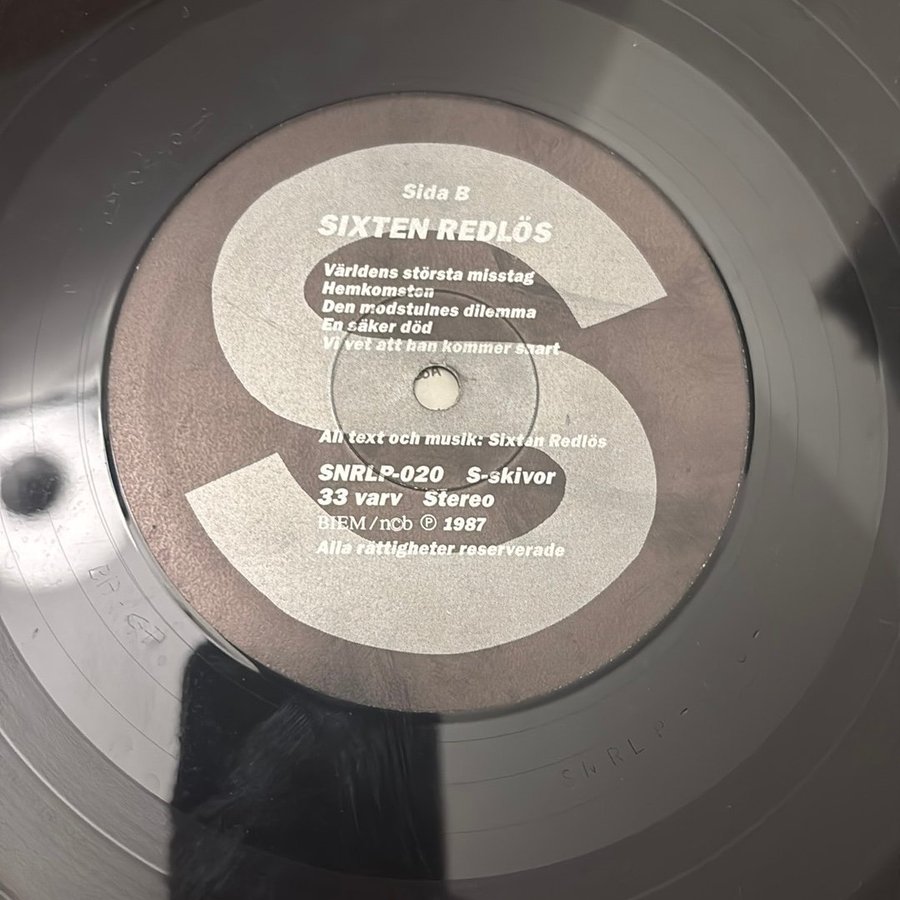 Sida B
SIXTEN REDLÖS
Världens största misstag
Hemkomsten
Den modstulnes dilemma
En säker död
Vi vet att han kommer snart
All text och musik: Sixten Redlös
SNRLP-020 S-skivor
33 varv Stereo
BIEM/ncb Ⓟ 1987
Alla rättigheter reserverade
SNRLP-